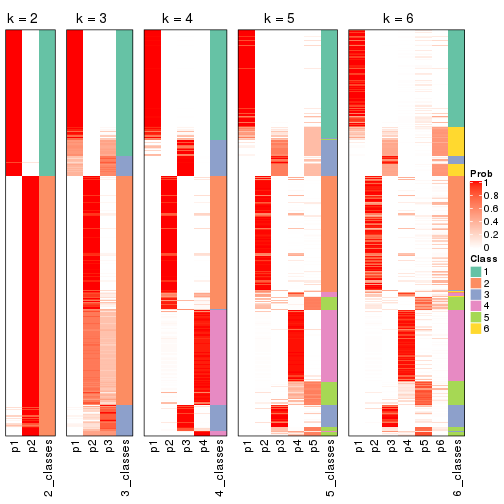 k = 2
k = 3
k = 4
k = 5
k = 6
p1
p2
2_classes
p1
p2
p3
3_classes
p1
p2
p3
p4
4_classes
p1
p2
p3
p4
p5
5_classes
p1
p2
p3
p4
p5
p6
6_classes
Prob
1
0.8
0.6
0.4
0.2
0
Class
1
2
3
4
5
6